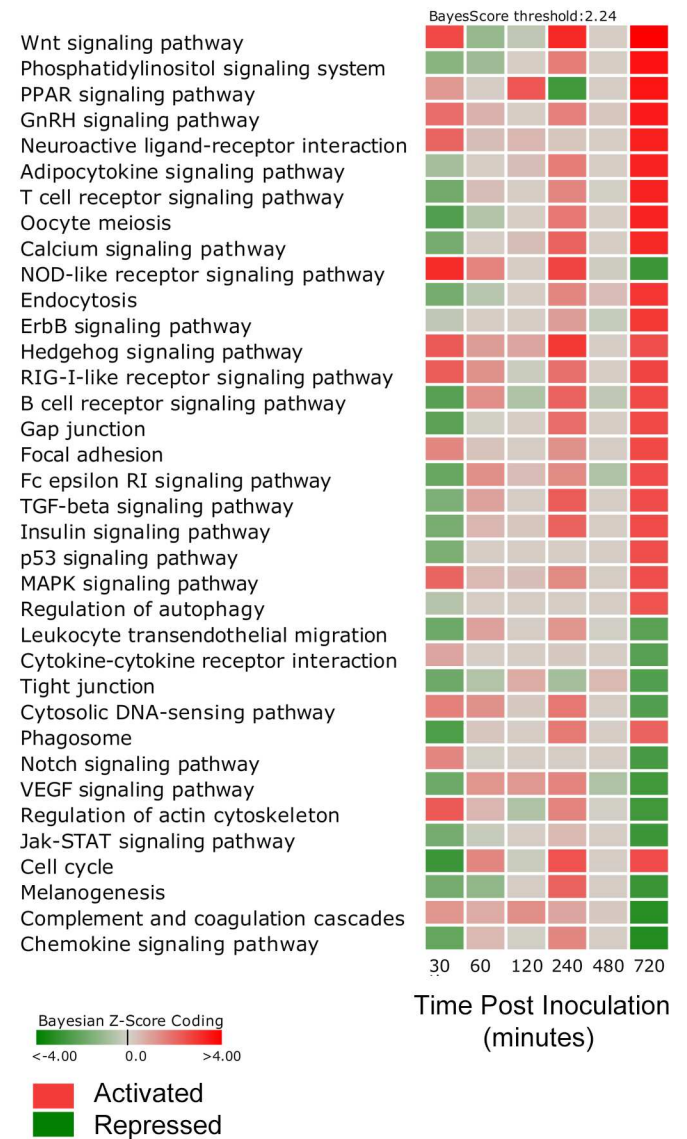 BayesScore threshold:2.24
Wnt signaling pathway
Phosphatidylinositol signaling system
PPAR signaling pathway
GnRH signaling pathway
Neuroactive ligand-receptor interaction
Adipocytokine signaling pathway
T cell receptor signaling pathway
Oocyte meiosis
Calcium signaling pathway
NOD-like receptor signaling pathway
Endocytosis
ErbB signaling pathway
Hedgehog signaling pathway
RIG-I-like receptor signaling pathway
B cell receptor signaling pathway
Gap junction
Focal adhesion
Fc epsilon RI signaling pathway
TGF-beta signaling pathway
Insulin signaling pathway
p53 signaling pathway
MAPK signaling pathway
Regulation of autophagy
Leukocyte transendothelial migration
Cytokine-cytokine receptor interaction
Tight junction
Cytosolic DNA-sensing pathway
Phagosome
Notch signaling pathway
VEGF signaling pathway
Regulation of actin cytoskeleton
Jak-STAT signaling pathway
Cell cycle
Melanogenesis
Complement and coagulation cascades
Chemokine signaling pathway
30 60 120 240 480 720
Time Post Inoculation
(minutes)
Bayesian Z-Score Coding
<-4.00 0.0 >4.00
Activated
Repressed